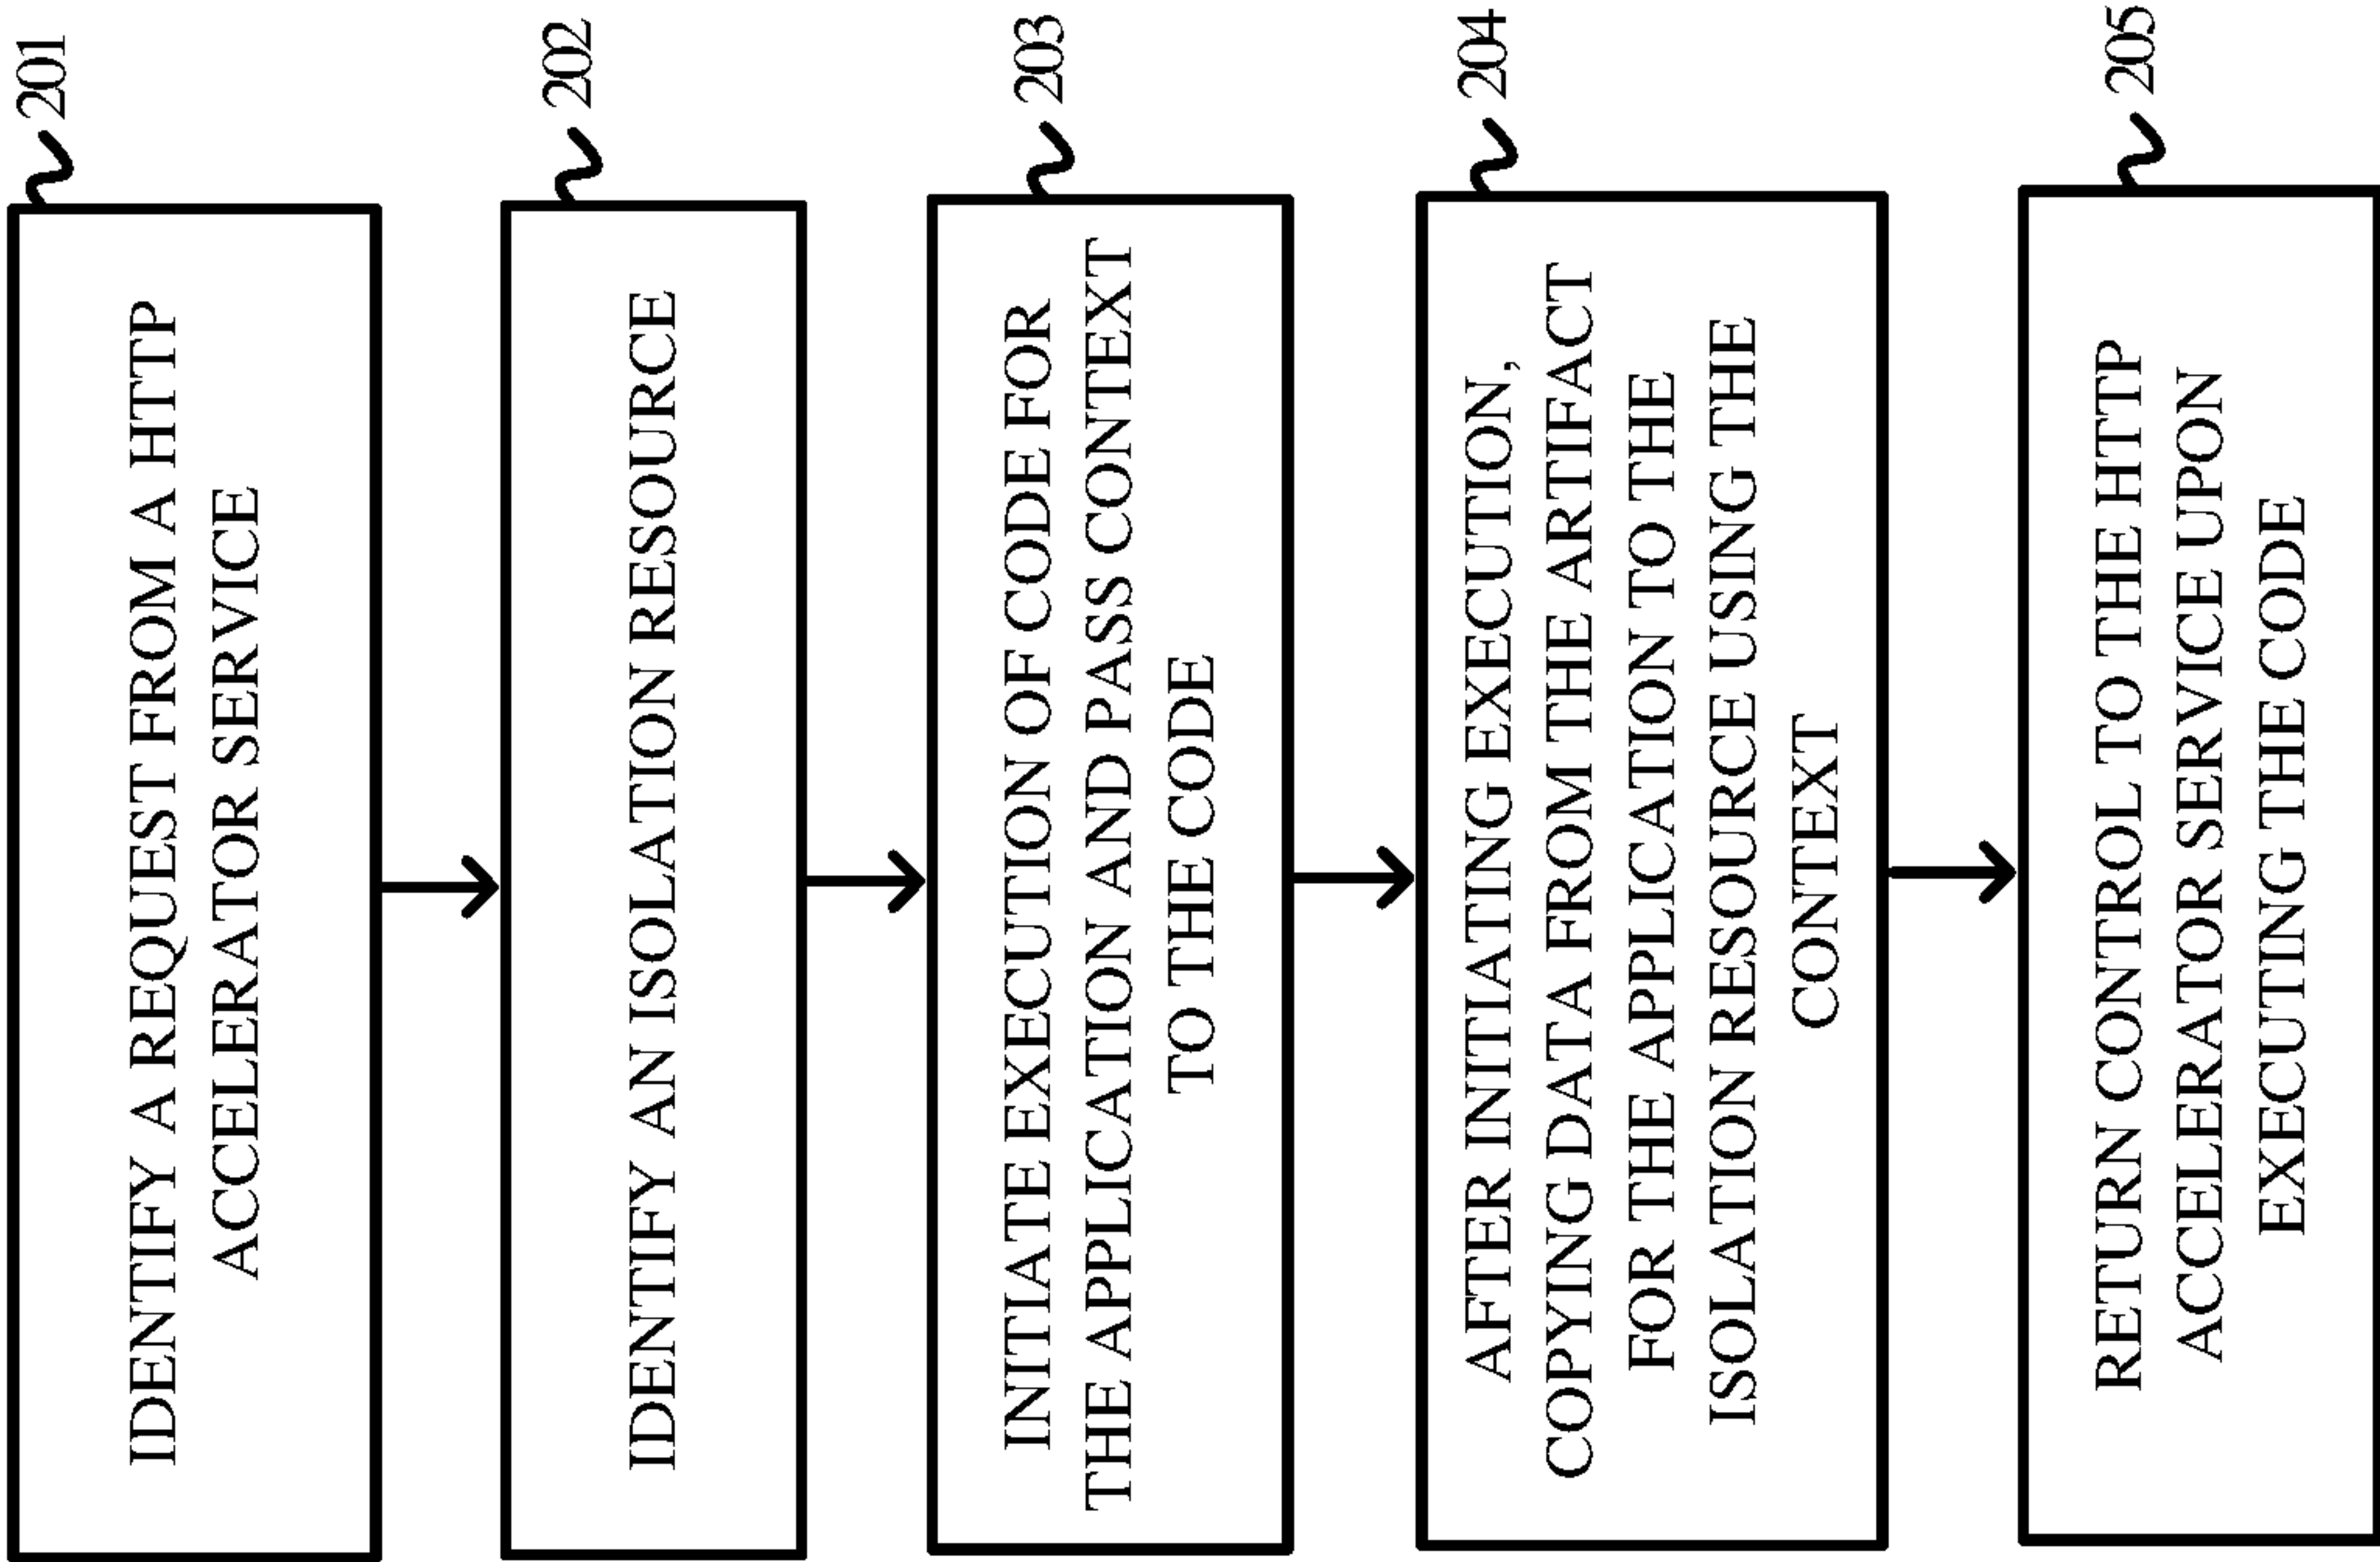 201
IDENTIFY A REQUEST FROM A HTTP
ACCELERATOR SERVICE
202
IDENTIFY AN ISOLATION RESOURCE
203
INITIATE EXECUTION OF CODE FOR
THE APPLICATION AND PASS CONTEXT
TO THE CODE
204
AFTER INITIATING EXECUTION,
COPYING DATA FROM THE ARTIFACT
FOR THE APPLICATION TO THE
ISOLATION RESOURCE USING THE
CONTEXT
205
RETURN CONTROL TO THE HTTP
ACCELERATOR SERVICE UPON
EXECUTING THE CODE